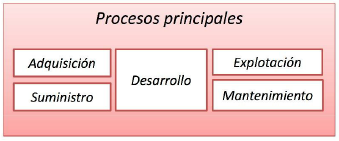 Procesos principales
Adquisición
Suministro
Desarrollo
Explotación
Mantenimiento